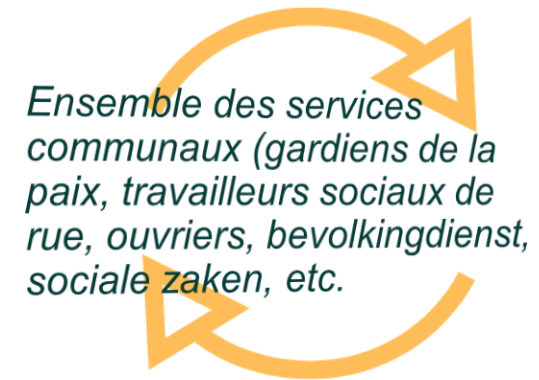 Ensemble des services
communaux (gardiens de la
paix, travailleurs sociaux de
rue, ouvriers, bevolkingdienst,
sociale zaken, etc.